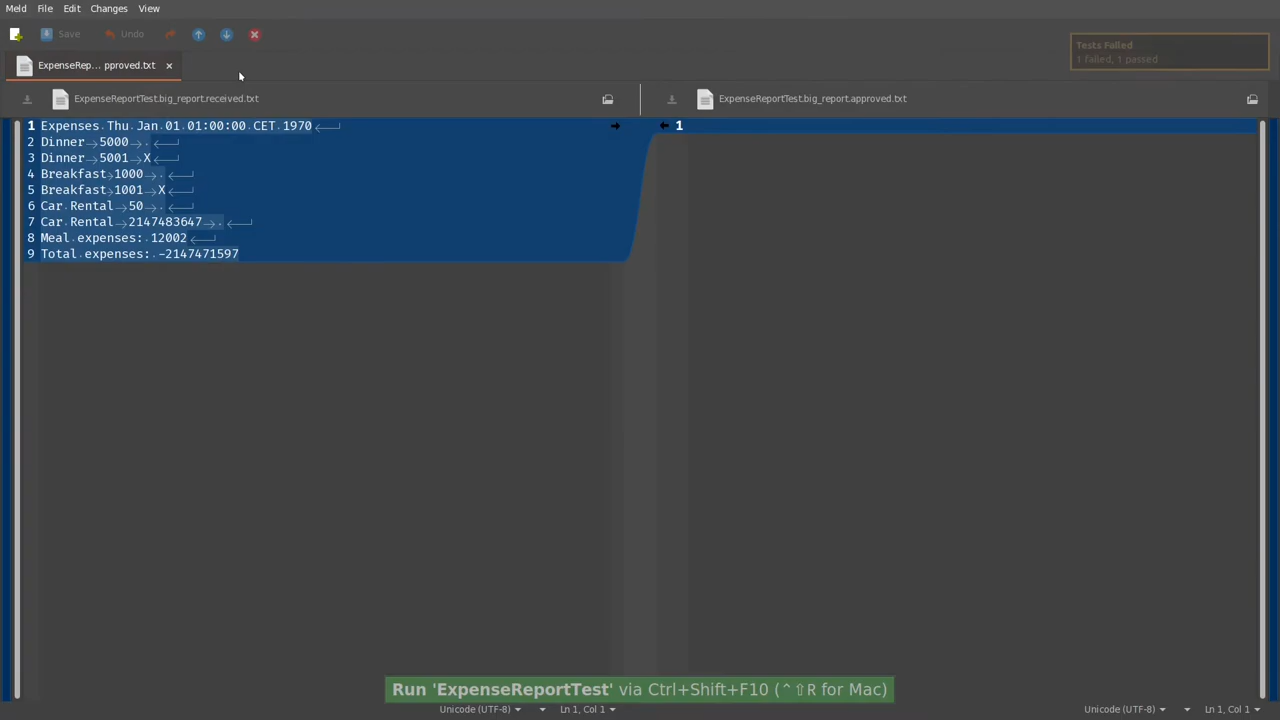 Meld File Edit Changes View
Save Undo
Tests Failed
1 failed, 1 passed
ExpenseRep... pproved.txt ×
ExpenseReportTest.big_report.received.txt
ExpenseReportTest.big_report.approved.txt
1 Expenses Thu Jan 01 01:00:00 CET 1970
2 Dinner 5000
3 Dinner 5001 X
4 Breakfast 1000
5 Breakfast 1001 X
6 Car Rental 50
7 Car Rental 2147483647
8 Meal expenses: 12002
9 Total expenses: -2147471597
1
Run 'ExpenseReportTest' via Ctrl+Shift+F10 (⌃⇧R for Mac)
Unicode (UTF-8) Ln 1, Col 1
Unicode (UTF-8) Ln 1, Col 1